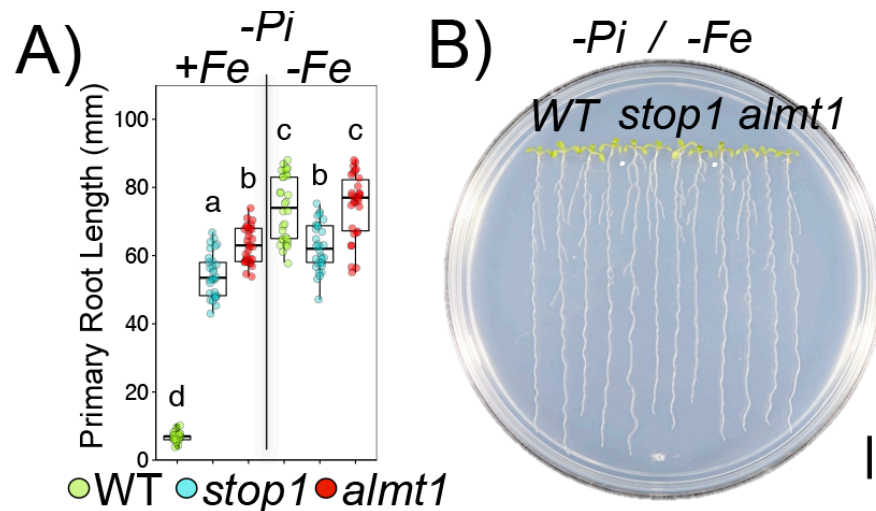 A)
-Pi
+Fe -Fe
Primary Root Length (mm)
100
80
60
40
20
0
d
a
b
c
b
c
WT stop1 almt1
B)
-Pi / -Fe
WT stop1 almt1